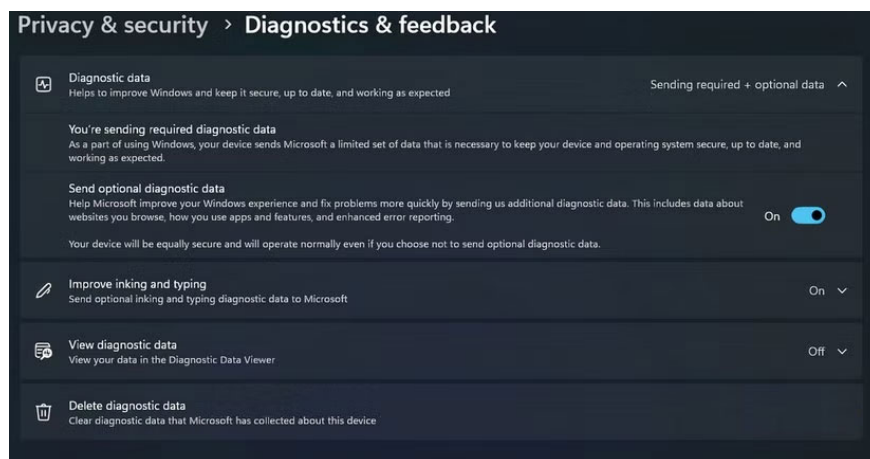 Privacy & security > Diagnostics & feedback
Diagnostic data
Helps to improve Windows and keep it secure, up to date, and working as expected
Sending required + optional data
You're sending required diagnostic data
As a part of using Windows, your device sends Microsoft a limited set of data that is necessary to keep your device and operating system secure, up to date, and
working as expected.
Send optional diagnostic data
Help Microsoft improve your Windows experience and fix problems more quickly by sending us additional diagnostic data. This includes data about
websites you browse, how you use apps and features, and enhanced error reporting.
On
Your device will be equally secure and will operate normally even if you choose not to send optional diagnostic data.
Improve inking and typing
Send optional inking and typing diagnostic data to Microsoft
On
View diagnostic data
View your data in the Diagnostic Data Viewer
Off
Delete diagnostic data
Clear diagnostic data that Microsoft has collected about this device